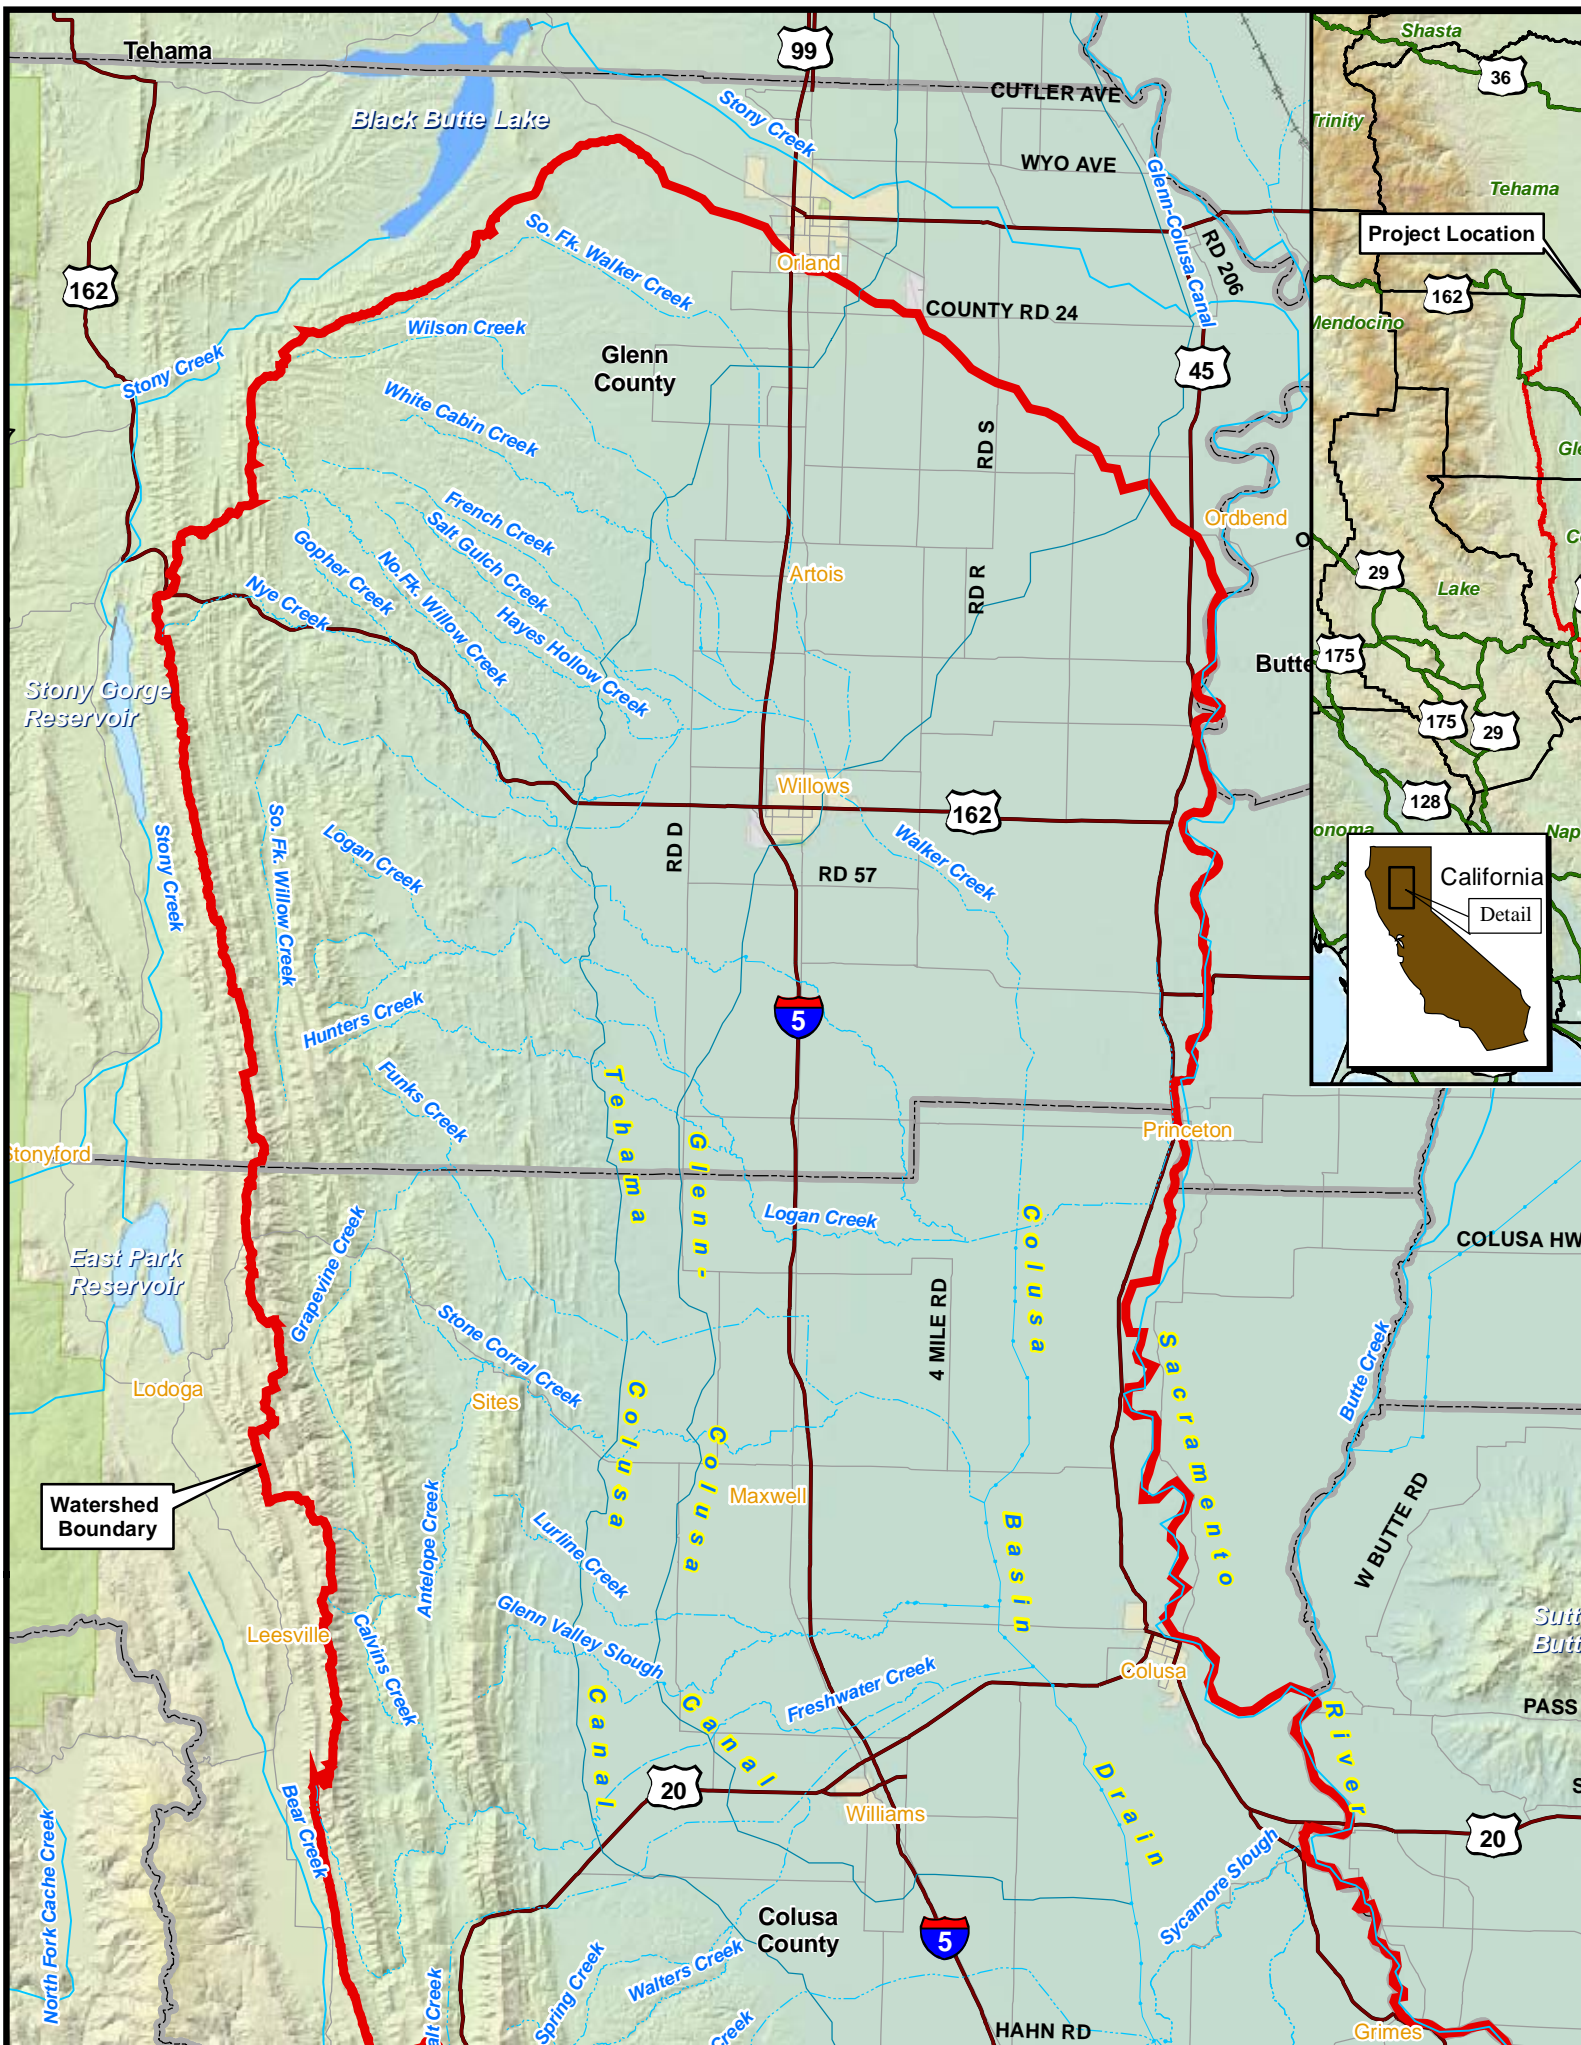 Tehama
99
CUTLER AVE
Black Butte Lake
Stony Creek
WYO AVE
Glenn-Colusa Canal
RD 206
So. Fk. Walker Creek
Orland
162
COUNTY RD 24
Wilson Creek
Glenn
County
Stony Creek
45
White Cabin Creek
RD S
French Creek
Salt Gulch Creek
Ordbend
Gopher Creek
No.Fk. Willow Creek
Artois
Nye Creek
Hayes Hollow Creek
RD R
Butte
Stony Gorge
Reservoir
Willows
162
So. Fk. Willow Creek
Logan Creek
RD D
Walker Creek
RD 57
Stony Creek
Hunters Creek
5
Funks Creek
Tehama
Glenn-
Princeton
Stonyford
Logan Creek
Colusa
COLUSA HW
East Park
Reservoir
Grapevine Creek
Stone Corral Creek
4 MILE RD
Sacramento
Butte Creek
Lodoga
Sites
Colusa
Colusa
Maxwell
Watershed
Boundary
Antelope Creek
Lurline Creek
Basin
W BUTTE RD
Glenn Valley Slough
Leesville
Calvins Creek
Colusa
Freshwater Creek
Canal
Canal
River
PASS
20
Drain
Bear Creek
Williams
20
Sycamore Slough
North Fork Cache Creek
Colusa
County
5
Spring Creek
Walters Creek
alt Creek
Creek
HAHN RD
Grimes
Shasta
36
Trinity
Tehama
Project Location
162
Mendocino
Gle
29
Lake
175
175
29
128
onoma
Nap
California
Detail